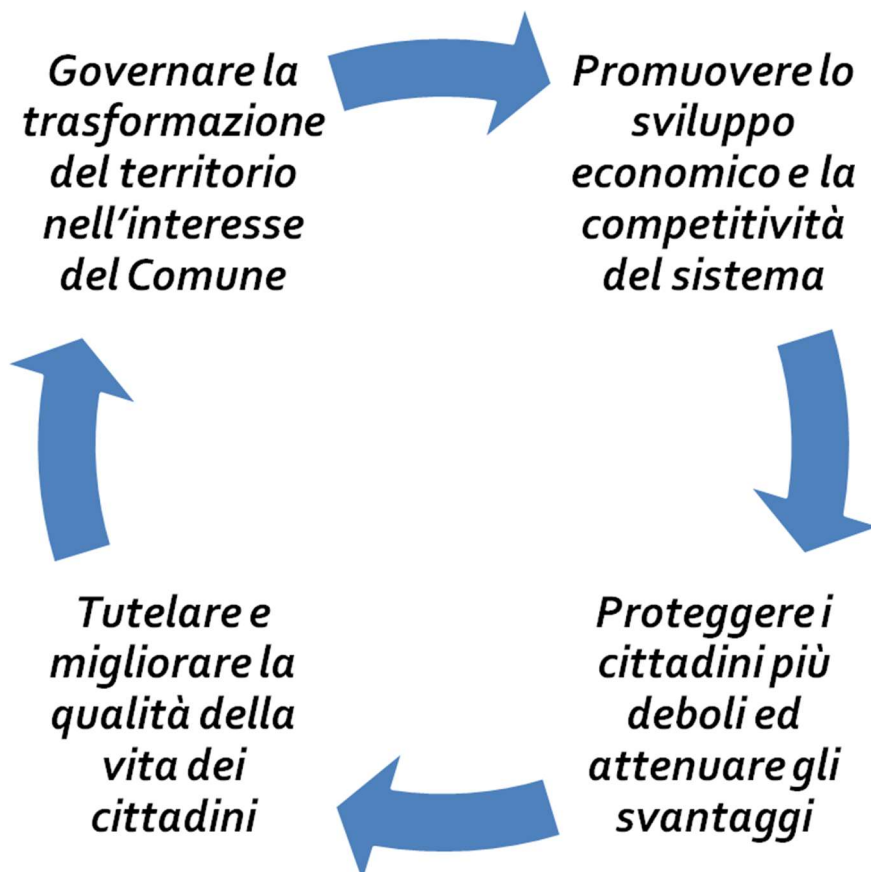 Governare la
trasformazione
del territorio
nell'interesse
del Comune
Promuovere lo
sviluppo
economico e la
competitività
del sistema
Proteggere i
cittadini più
deboli ed
attenuare gli
svantaggi
Tutelare e
migliorare la
qualità della
vita dei
cittadini